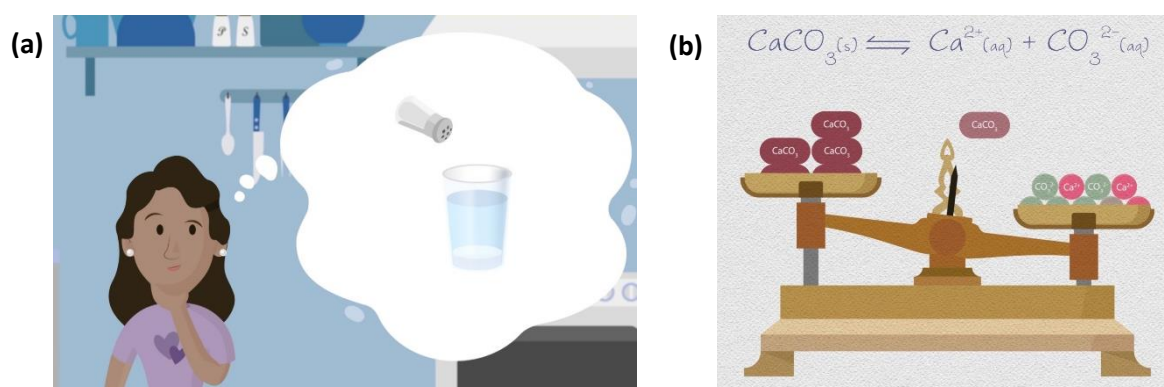 (a)
P S
(b)
CaCO₃(s) ⇌ Ca²⁺(aq) + CO₃²⁻(aq)
CaCO₃
CaCO₃
CaCO₃ CaCO₃
CO₃²⁻ Ca²⁺ CO₃²⁻ Ca²⁺